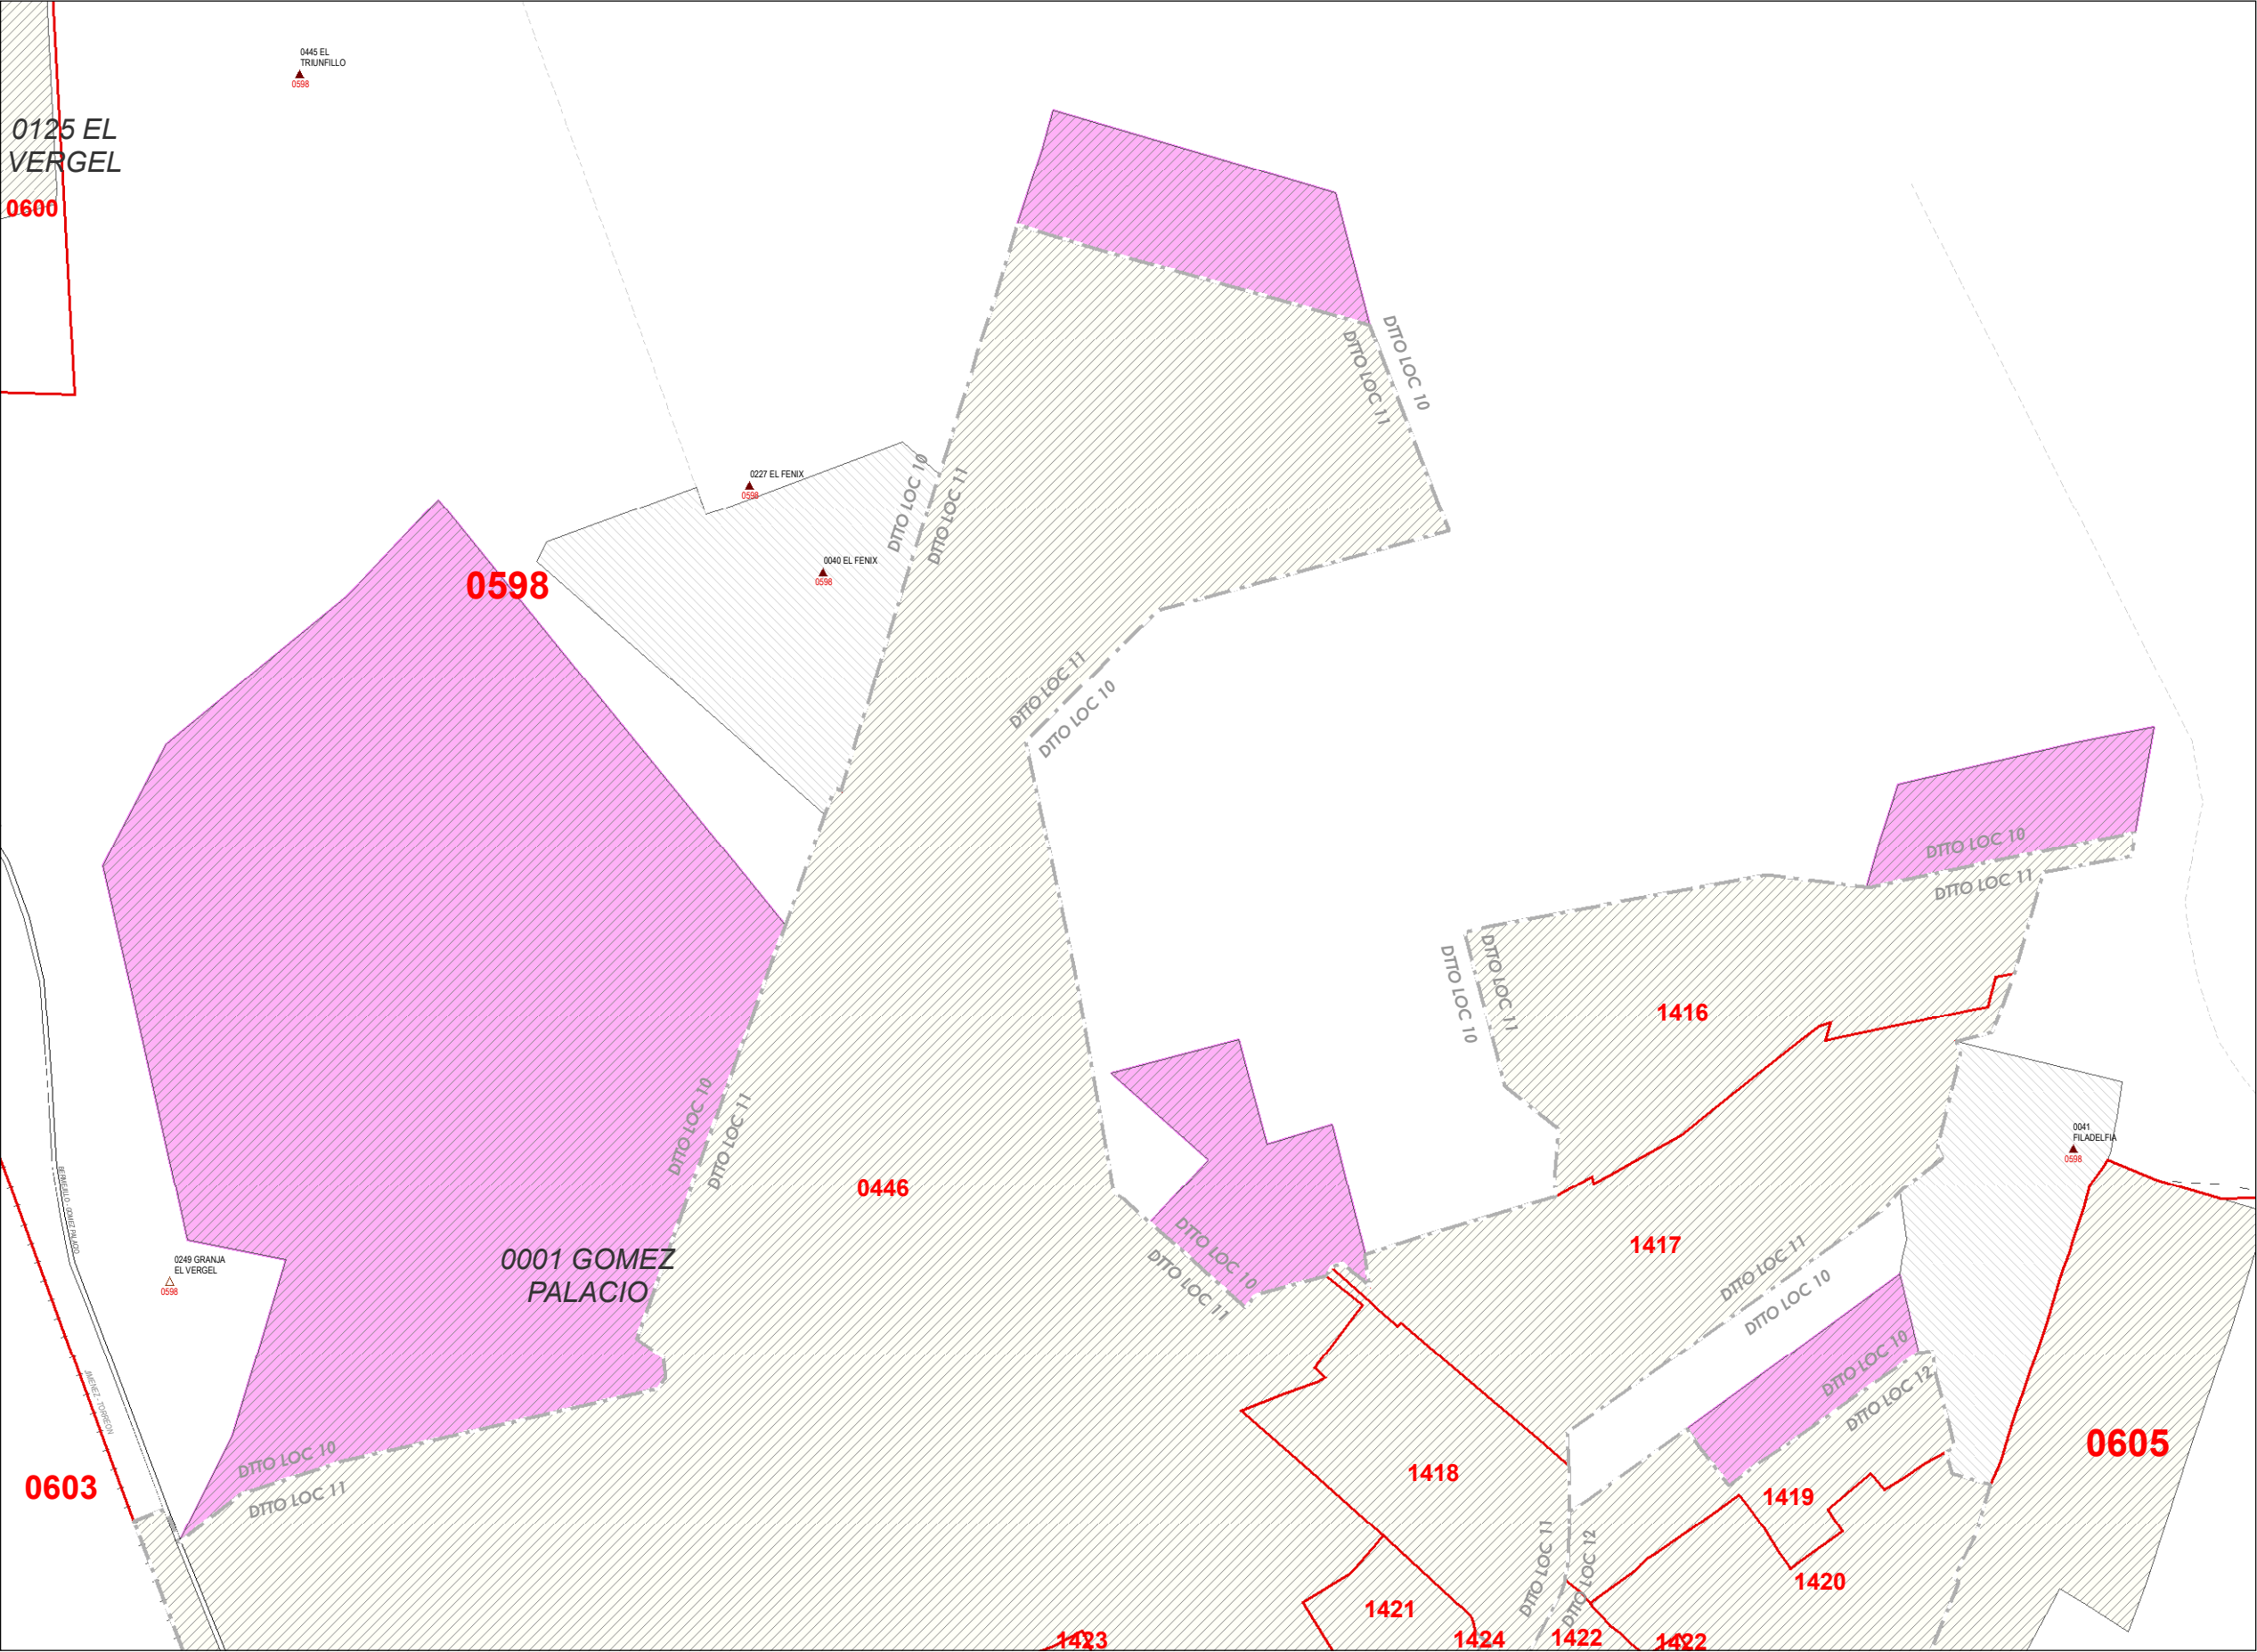 0445 EL
TRIUNFILLO
0598
0125 EL
VERGEL
0600
DTTO LOC 10
DTTO LOC 11
0227 EL FENIX
0598
DTTO LOC 10
DTTO LOC 11
0040 EL FENIX
0598
0598
DTTO LOC 11
DTTO LOC 10
DTTO LOC 10
DTTO LOC 11
DTTO LOC 10
DTTO LOC 11
1416
DTTO LOC 10
DTTO LOC 11
0041
FILADELFIA
0598
0446
BERMEJILLO - GOMEZ PALACIO
0249 GRANJA
EL VERGEL
0598
0001 GOMEZ
PALACIO
DTTO LOC 10
DTTO LOC 11
1417
DTTO LOC 11
DTTO LOC 10
JIMENEZ - TORREON
DTTO LOC 10
DTTO LOC 12
0605
DTTO LOC 10
DTTO LOC 11
0603
1418
1419
DTTO LOC 11
DTTO LOC 12
1420
1421
1423
1424
1422
1422